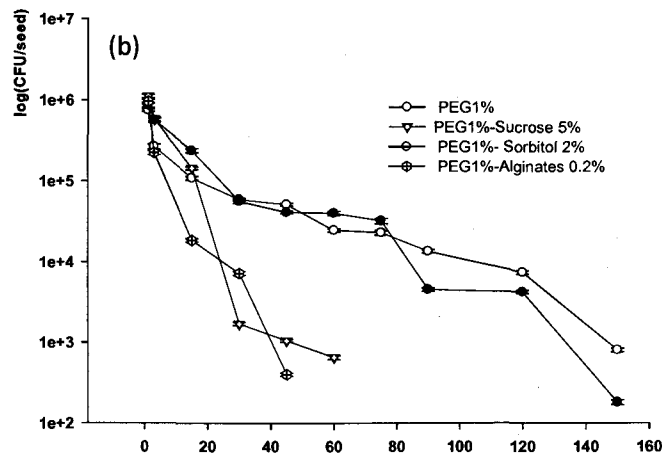 log(CFU/seed)
(b)
1e+7
1e+6
1e+5
1e+4
1e+3
1e+2
PEG1%
PEG1%-Sucrose 5%
PEG1%- Sorbitol 2%
PEG1%-Alginates 0.2%
0 20 40 60 80 100 120 140 160